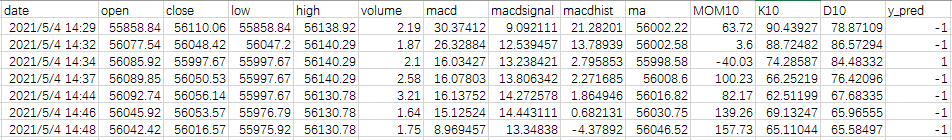 date open close low high volume macd macdsignal macdhist ma MOM10 K10 D10 y_pred
2021/5/4 14:29 55858.84 56110.06 55858.84 56138.92 2.19 30.37412 9.092111 21.28201 56002.22 63.72 90.43927 78.87109 -1
2021/5/4 14:32 56077.54 56048.42 56047.2 56140.29 1.87 26.32884 12.539457 13.78939 56002.58 3.6 88.72482 86.57294 -1
2021/5/4 14:34 56085.92 55997.67 55997.67 56140.29 2.1 16.03427 13.238421 2.795853 55998.58 -40.03 74.28587 84.48332 1
2021/5/4 14:37 56089.85 56050.53 55997.67 56140.29 2.58 16.07803 13.806342 2.271685 56008.6 100.23 66.25219 76.42096 -1
2021/5/4 14:44 56092.74 56056.14 55997.67 56130.78 3.21 16.13752 14.272578 1.864949 56016.82 82.17 62.51199 67.68335 -1
2021/5/4 14:46 56045.92 56053.57 55976.79 56130.78 1.64 15.12524 14.443111 0.682131 56030.75 139.26 69.13247 65.96555 -1
2021/5/4 14:48 56042.42 56016.57 55975.92 56130.78 1.75 8.969457 13.34838 -4.37892 56046.52 157.73 65.11044 65.58497 -1